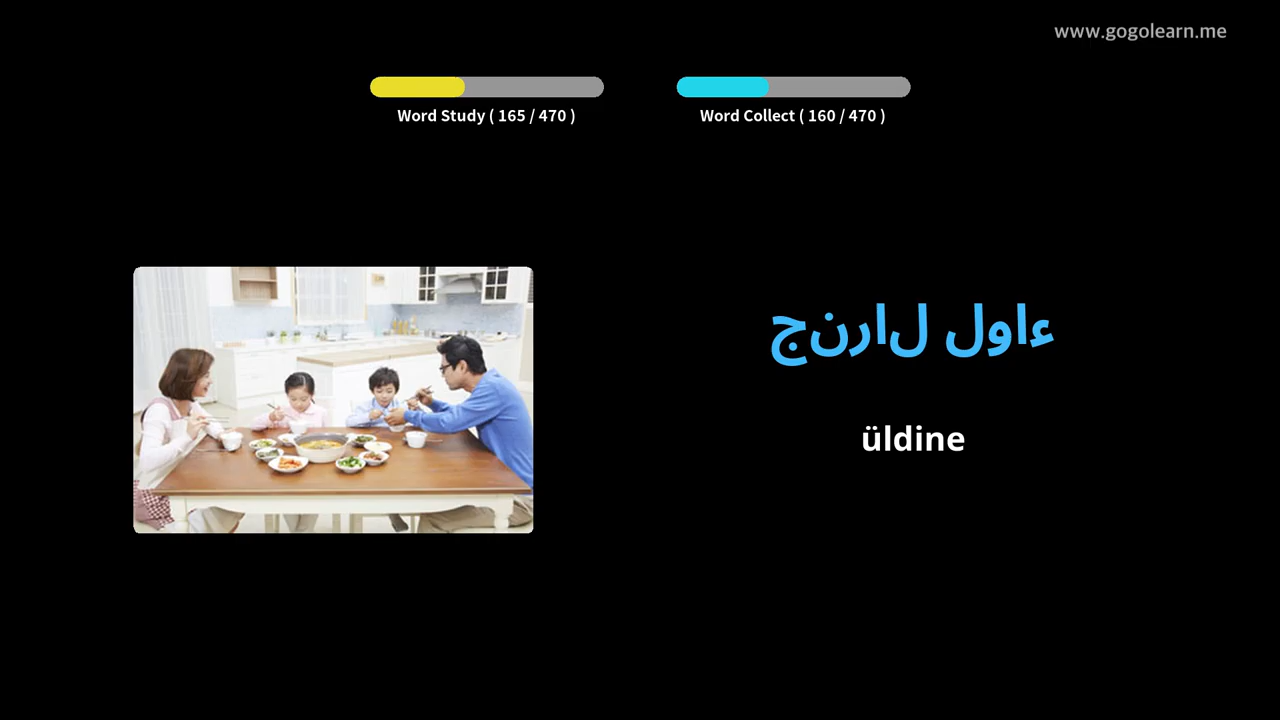 www.gogolearn.me
Word Study ( 165 / 470 )
Word Collect ( 160 / 470 )
ءاول لارنج
üldine